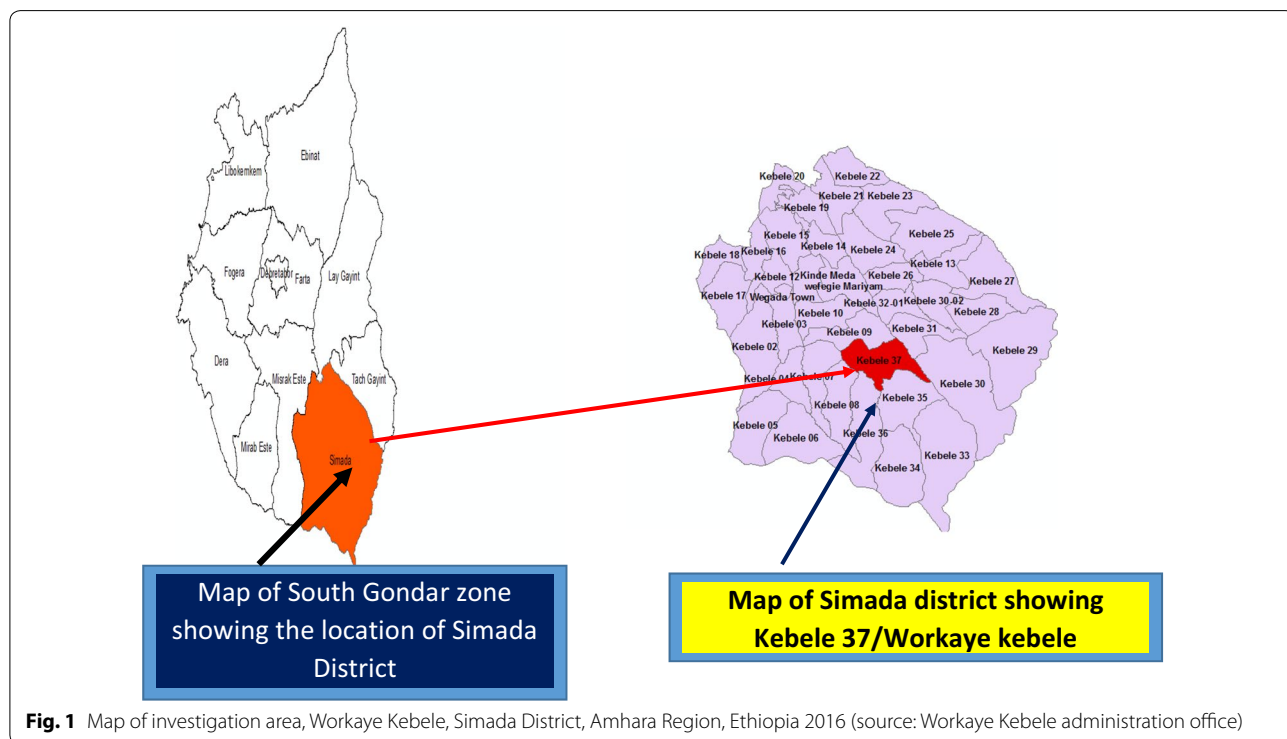 Ebinat
Libokemkem
Fogera
Debretabor
Farta
Lay Gayint
Dera
Misrak Este
Tach Gayint
Mirab Este
Simada
Kebele 20
Kebele 22
Kebele 21
Kebele 23
Kebele 19
Kebele 15
Kebele 25
Kebele 18
Kebele 16
Kebele 14
Kebele 24
Kebele 13
Kebele 12
Kinde Meda
wefegie Mariyam
Kebele 26
Kebele 27
Kebele 17
Wegada Town
Kebele 32-01
Kebele 30-02
Kebele 10
Kebele 28
Kebele 03
Kebele 09
Kebele 31
Kebele 02
Kebele 29
Kebele 37
Kebele 04
Kebele 07
Kebele 30
Kebele 35
Kebele 08
Kebele 05
Kebele 06
Kebele 36
Kebele 33
Kebele 34
Map of South Gondar zone
showing the location of Simada
District
Map of Simada district showing
Kebele 37/Workaye kebele
Fig. 1 Map of investigation area, Workaye Kebele, Simada District, Amhara Region, Ethiopia 2016 (source: Workaye Kebele administration office)